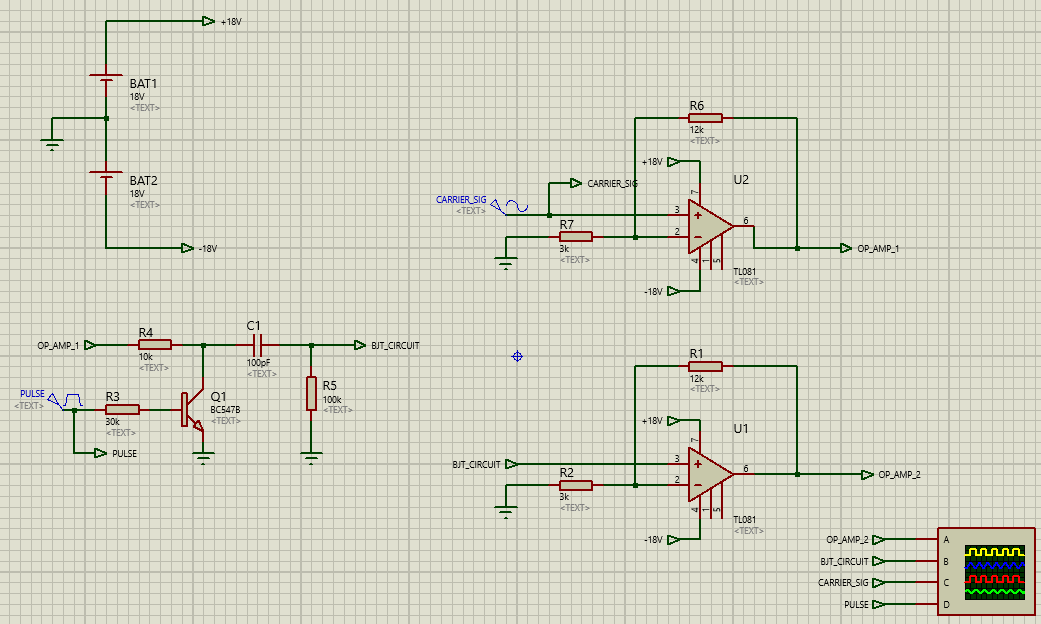 +18V
BAT1
18V
<TEXT>
BAT2
18V
<TEXT>
-18V
R6
12k
<TEXT>
+18V
U2
CARRIER_SIG
CARRIER_SIG
<TEXT>
7
3
2
6
R7
3k
<TEXT>
4
1
5
TL081
<TEXT>
-18V
OP_AMP_1
OP_AMP_1
R4
10k
<TEXT>
C1
100pF
<TEXT>
BJT_CIRCUIT
PULSE
<TEXT>
R3
30k
<TEXT>
Q1
BC547B
<TEXT>
R5
100k
<TEXT>
PULSE
R1
12k
<TEXT>
+18V
U1
7
BJT_CIRCUIT
3
2
6
R2
3k
<TEXT>
4
1
5
TL081
<TEXT>
-18V
OP_AMP_2
OP_AMP_2
A
BJT_CIRCUIT
B
CARRIER_SIG
C
PULSE
D